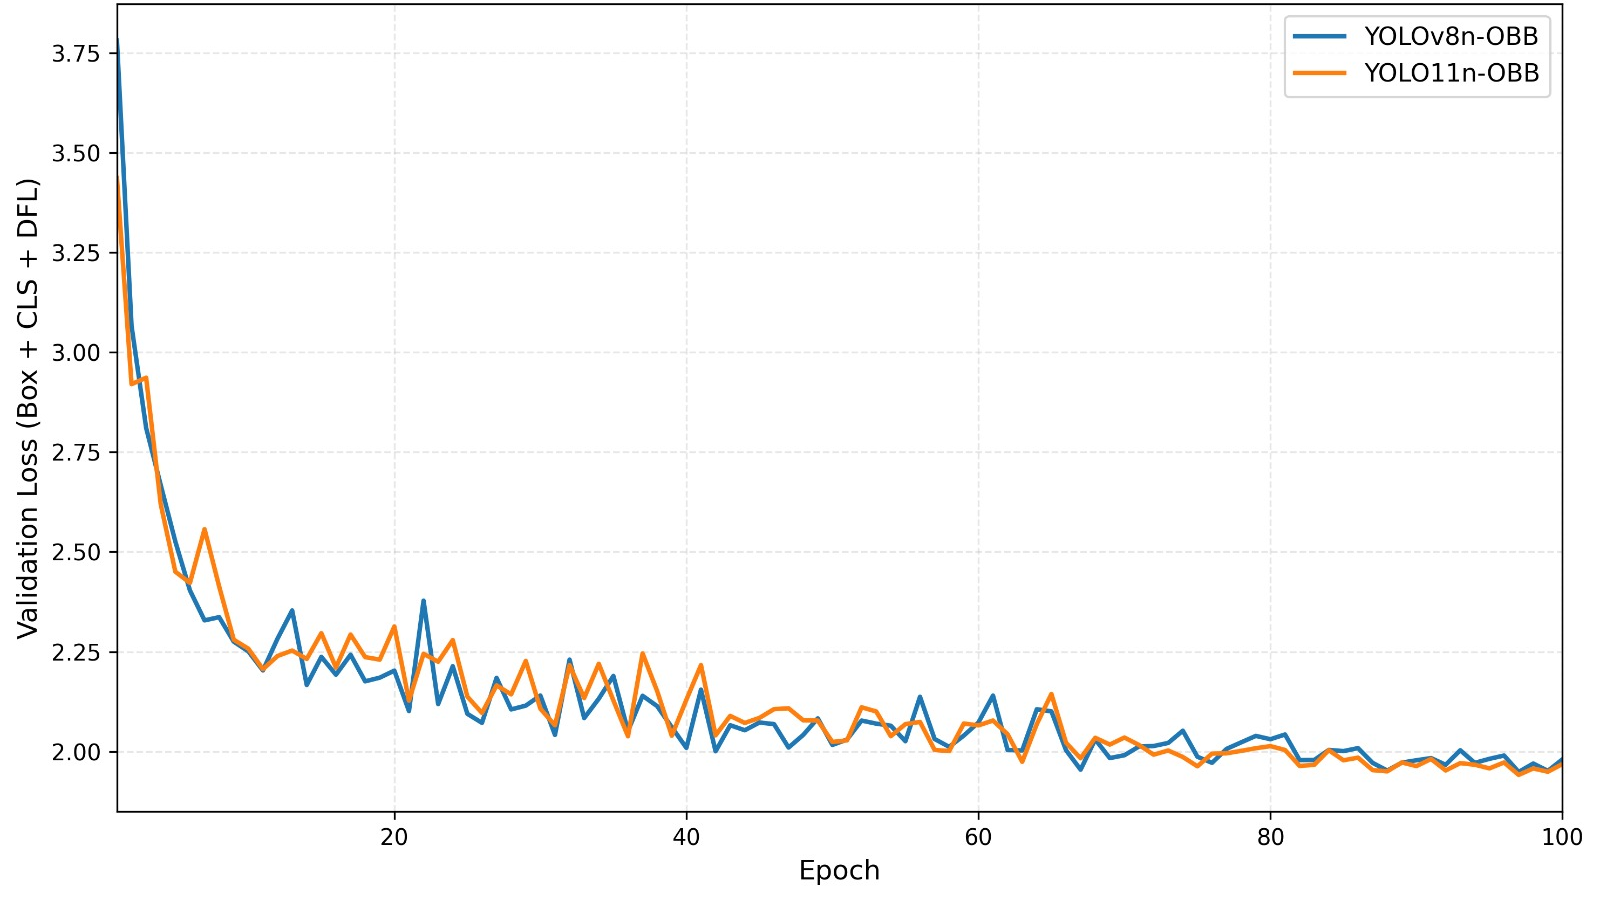 YOLOv8n-OBB
YOLO11n-OBB
Validation Loss (Box + CLS + DFL)
3.75
3.50
3.25
3.00
2.75
2.50
2.25
2.00
20 40 60 80 100
Epoch